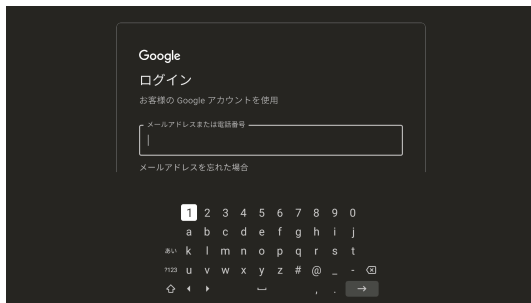 Google
ログイン
お客様の Google アカウントを使用
メールアドレスまたは電話番号
メールアドレスを忘れた場合
1 2 3 4 5 6 7 8 9 0
a b c d e f g h i j
あい k l m n o p q r s t
?123 u v w x y z # @ _ -
, .